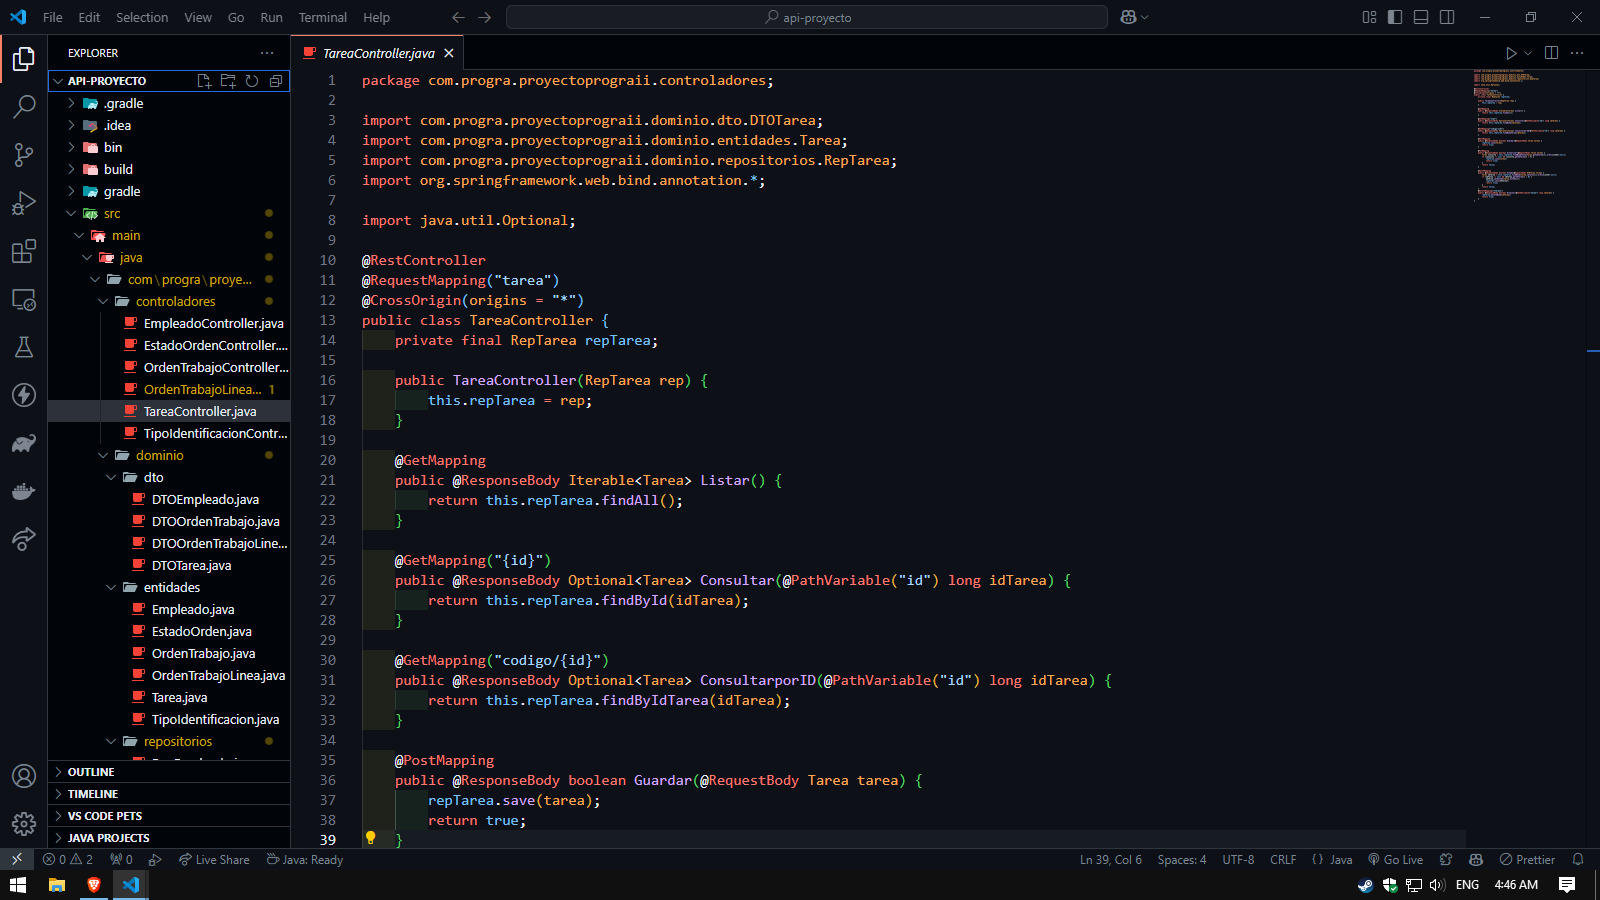 File Edit Selection View Go Run Terminal Help
api-proyecto
EXPLORER
API-PROYECTO
.gradle
.idea
bin
build
gradle
src
main
java
com\progra\proye...
controladores
EmpleadoController.java
EstadoOrdenController....
OrdenTrabajoController...
OrdenTrabajoLinea... 1
TareaController.java
TipoIdentificacionContr...
dominio
dto
DTOEmpleado.java
DTOOrdenTrabajo.java
DTOOrdenTrabajoLine...
DTOTarea.java
entidades
Empleado.java
EstadoOrden.java
OrdenTrabajo.java
OrdenTrabajoLinea.java
Tarea.java
TipoIdentificacion.java
repositorios
OUTLINE
TIMELINE
VS CODE PETS
JAVA PROJECTS
TareaController.java
1 package com.progra.proyectoprograii.controladores;
2
3 import com.progra.proyectoprograii.dominio.dto.DTOTarea;
4 import com.progra.proyectoprograii.dominio.entidades.Tarea;
5 import com.progra.proyectoprograii.dominio.repositorios.RepTarea;
6 import org.springframework.web.bind.annotation.*;
7
8 import java.util.Optional;
9
10 @RestController
11 @RequestMapping("tarea")
12 @CrossOrigin(origins = "*")
13 public class TareaController {
14 private final RepTarea repTarea;
15
16 public TareaController(RepTarea rep) {
17 this.repTarea = rep;
18 }
19
20 @GetMapping
21 public @ResponseBody Iterable<Tarea> Listar() {
22 return this.repTarea.findAll();
23 }
24
25 @GetMapping("{id}")
26 public @ResponseBody Optional<Tarea> Consultar(@PathVariable("id") long idTarea) {
27 return this.repTarea.findById(idTarea);
28 }
29
30 @GetMapping("codigo/{id}")
31 public @ResponseBody Optional<Tarea> ConsultarporID(@PathVariable("id") long idTarea) {
32 return this.repTarea.findByIdTarea(idTarea);
33 }
34
35 @PostMapping
36 public @ResponseBody boolean Guardar(@RequestBody Tarea tarea) {
37 repTarea.save(tarea);
38 return true;
39 }
0 2 0 Live Share Java: Ready Ln 39, Col 6 Spaces: 4 UTF-8 CRLF {} Java Go Live Prettier
ENG 4:46 AM